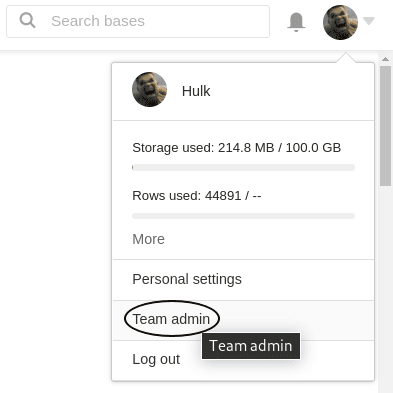 Search bases
Hulk
Storage used: 214.8 MB / 100.0 GB
Rows used: 44891 / --
More
Personal settings
Team admin
Team admin
Log out